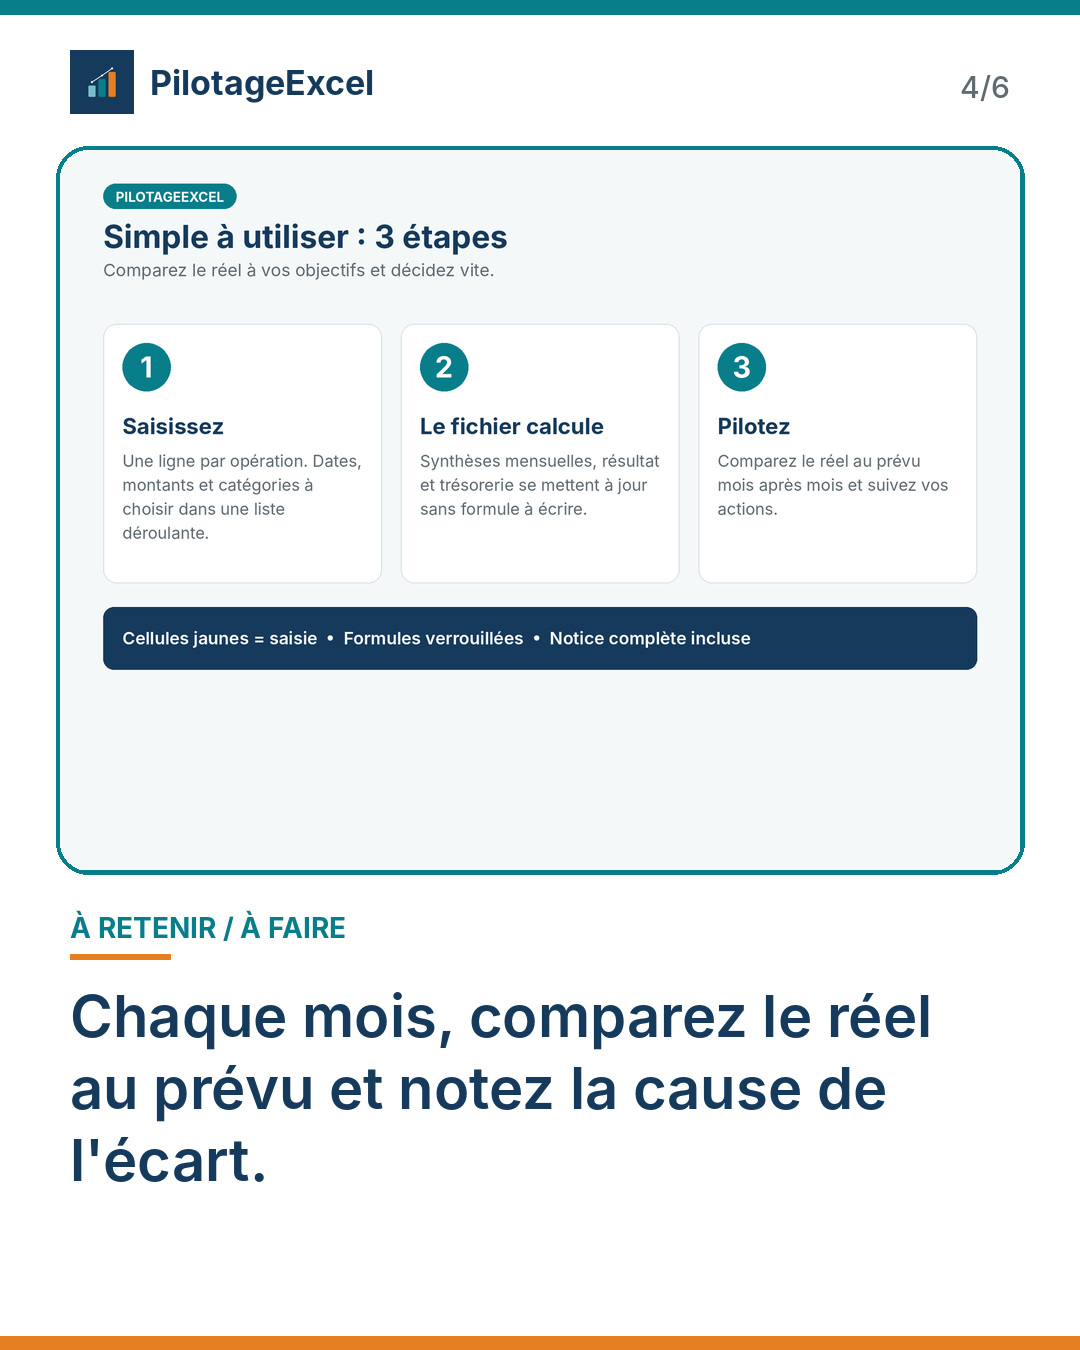 PilotageExcel
4/6
PILOTAGEEXCEL
Simple à utiliser : 3 étapes
Comparez le réel à vos objectifs et décidez vite.
1
Saisissez
Une ligne par opération. Dates,
montants et catégories à
choisir dans une liste
déroulante.
2
Le fichier calcule
Synthèses mensuelles, résultat
et trésorerie se mettent à jour
sans formule à écrire.
3
Pilotez
Comparez le réel au prévu
mois après mois et suivez vos
actions.
Cellules jaunes = saisie • Formules verrouillées • Notice complète incluse
À RETENIR / À FAIRE
Chaque mois, comparez le réel
au prévu et notez la cause de
l'écart.